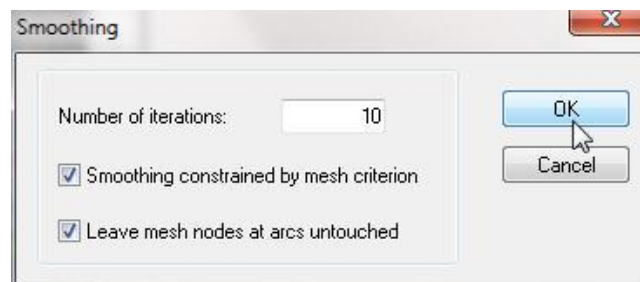 Smoothing
Number of iterations: 10
OK
Smoothing constrained by mesh criterion
Cancel
Leave mesh nodes at arcs untouched